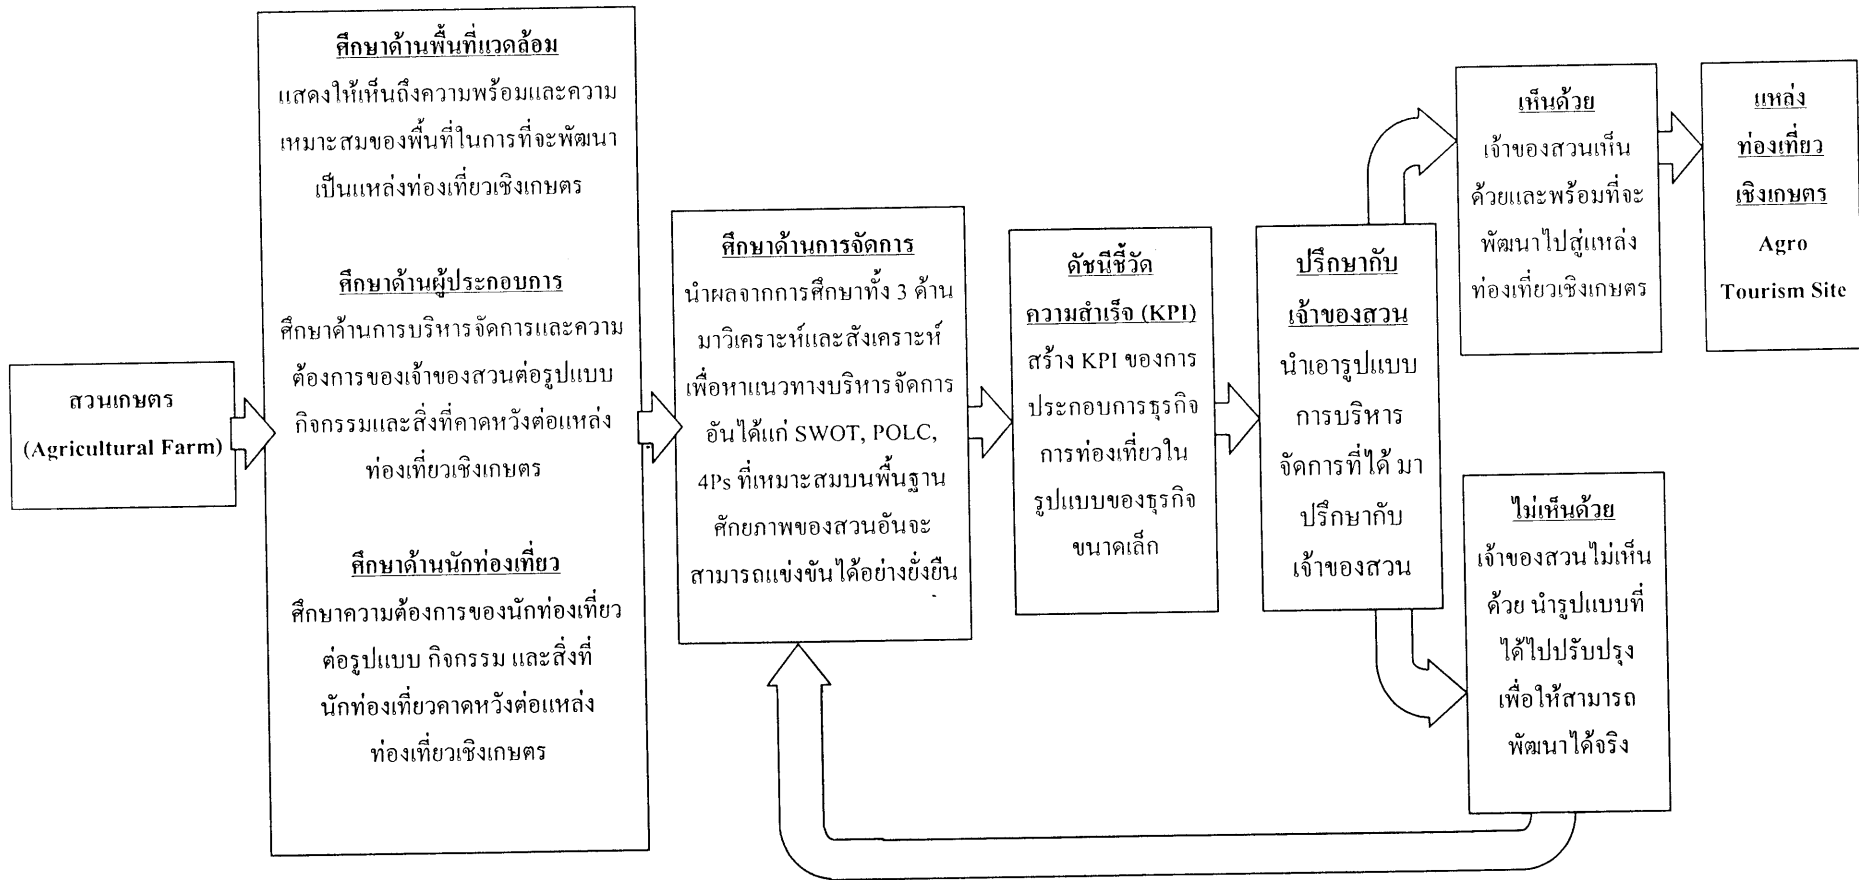 สวนเกษตร
(Agricultural Farm)
ศึกษาด้านพื้นที่แวดล้อม
แสดงให้เห็นถึงความพร้อมและความ
เหมาะสมของพื้นที่ในการที่จะพัฒนา
เป็นแหล่งท่องเที่ยวเชิงเกษตร
ศึกษาด้านผู้ประกอบการ
ศึกษาด้านการบริหารจัดการและความ
ต้องการของเจ้าของสวนต่อรูปแบบ
กิจกรรมและสิ่งที่คาดหวังต่อแหล่ง
ท่องเที่ยวเชิงเกษตร
ศึกษาด้านนักท่องเที่ยว
ศึกษาความต้องการของนักท่องเที่ยว
ต่อรูปแบบ กิจกรรม และสิ่งที่
นักท่องเที่ยวคาดหวังต่อแหล่ง
ท่องเที่ยวเชิงเกษตร
ศึกษาด้านการจัดการ
นำผลจากการศึกษาทั้ง 3 ด้าน
มาวิเคราะห์และสังเคราะห์
เพื่อหาแนวทางบริหารจัดการ
อันได้แก่ SWOT, POLC,
4Ps ที่เหมาะสมบนพื้นฐาน
ศักยภาพของสวนอันจะ
สามารถแข่งขันได้อย่างยั่งยืน
ดัชนีชี้วัด
ความสำเร็จ (KPI)
สร้าง KPI ของการ
ประกอบการธุรกิจ
การท่องเที่ยวใน
รูปแบบของธุรกิจ
ขนาดเล็ก
ปรึกษากับ
เจ้าของสวน
นำเอารูปแบบ
การบริหาร
จัดการที่ได้ มา
ปรึกษากับ
เจ้าของสวน
เห็นด้วย
เจ้าของสวนเห็น
ด้วยและพร้อมที่จะ
พัฒนาไปสู่แหล่ง
ท่องเที่ยวเชิงเกษตร
แหล่ง
ท่องเที่ยว
เชิงเกษตร
Agro
Tourism Site
ไม่เห็นด้วย
เจ้าของสวนไม่เห็น
ด้วย นำรูปแบบที่
ได้ไปปรับปรุง
เพื่อให้สามารถ
พัฒนาได้จริง